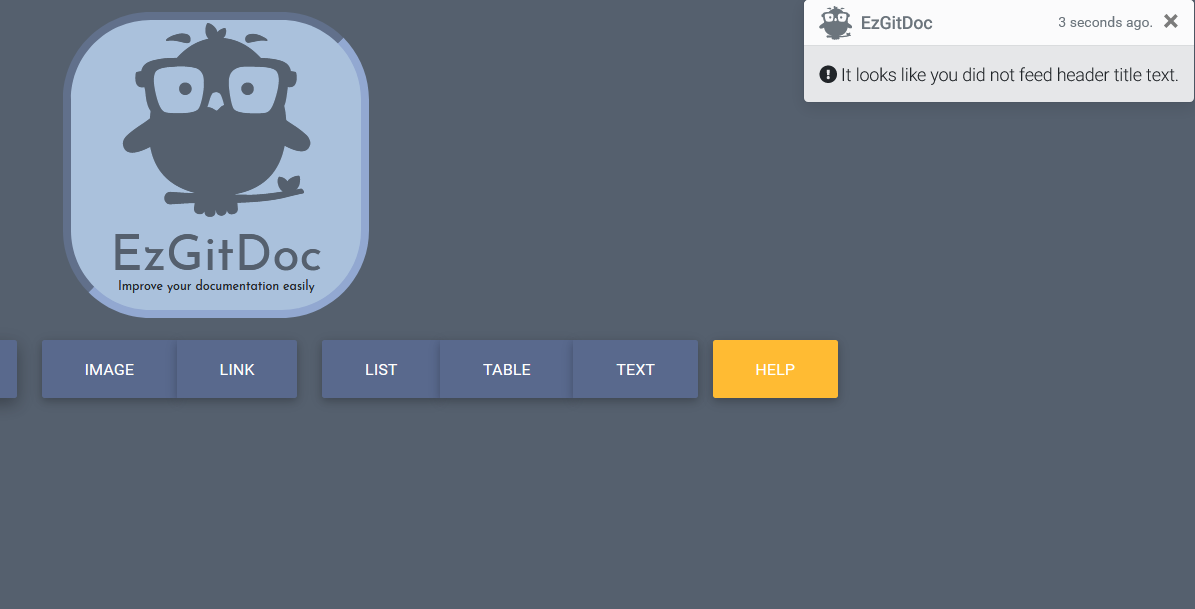 EzGitDoc
3 seconds ago.
It looks like you did not feed header title text.
EzGitDoc
Improve your documentation easily
IMAGE
LINK
LIST
TABLE
TEXT
HELP